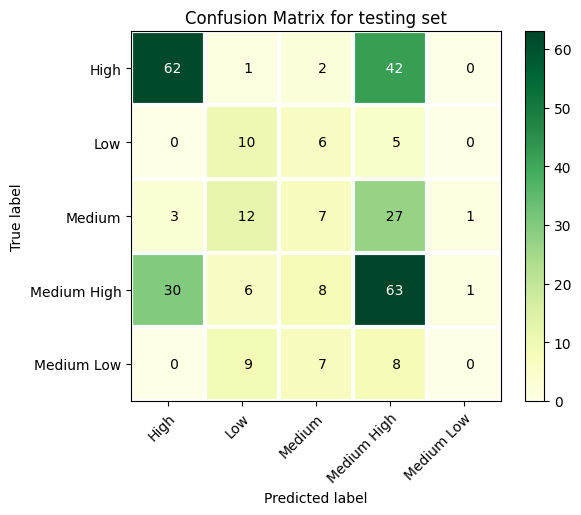 Confusion Matrix for testing set
True label
High 62 1 2 42 0
Low 0 10 6 5 0
Medium 3 12 7 27 1
Medium High 30 6 8 63 1
Medium Low 0 9 7 8 0
High Low Medium Medium High Medium Low
Predicted label
60
50
40
30
20
10
0